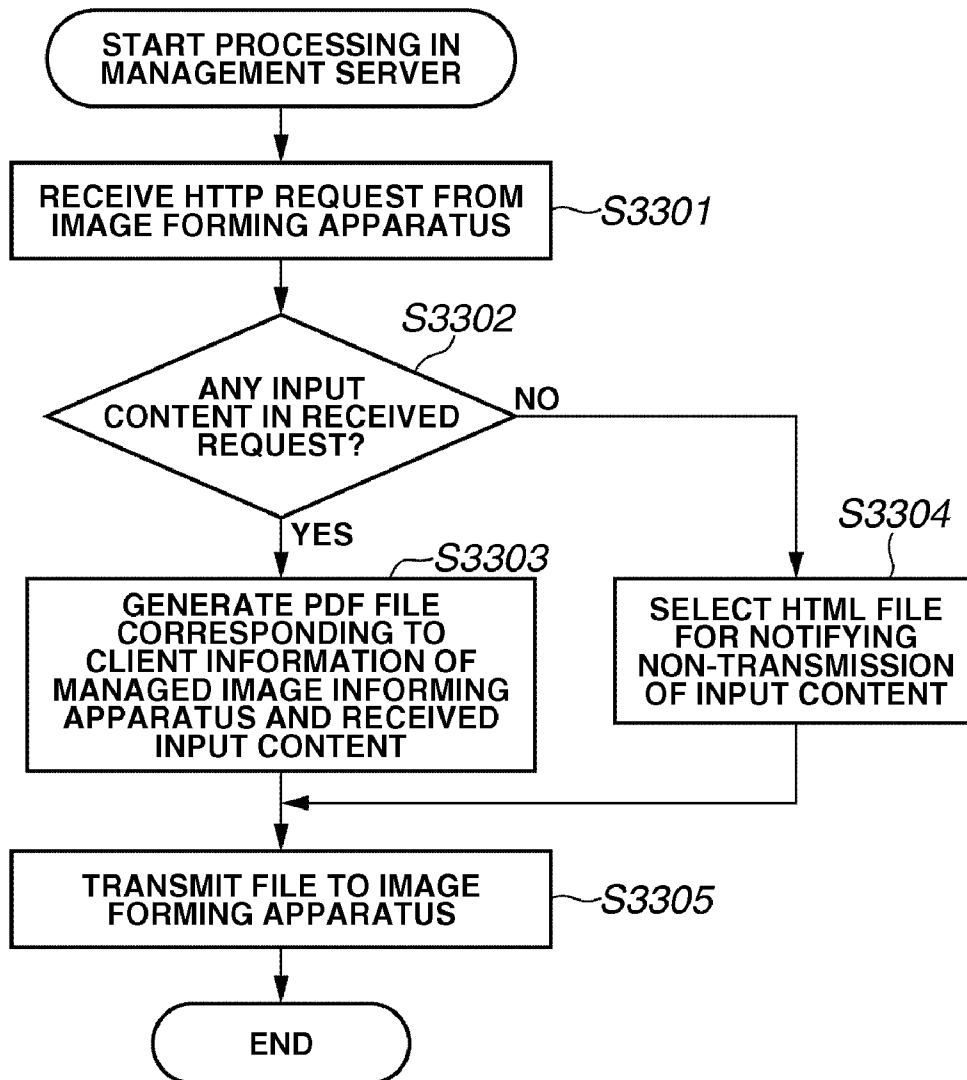 START PROCESSING IN
MANAGEMENT SERVER
RECEIVE HTTP REQUEST FROM
IMAGE FORMING APPARATUS
S3301
S3302
ANY INPUT
CONTENT IN RECEIVED
REQUEST?
NO
YES
S3303
GENERATE PDF FILE
CORRESPONDING TO
CLIENT INFORMATION OF
MANAGED IMAGE INFORMING
APPARATUS AND RECEIVED
INPUT CONTENT
S3304
SELECT HTML FILE
FOR NOTIFYING
NON-TRANSMISSION
OF INPUT CONTENT
TRANSMIT FILE TO IMAGE
FORMING APPARATUS
S3305
END